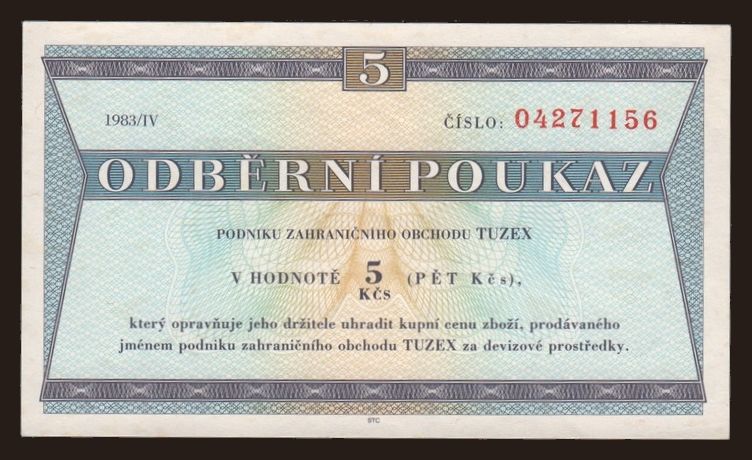 5
1983/IV ČÍSLO: 04271156
ODBĚRNÍ POUKAZ
PODNIKU ZAHRANIČNÍHO OBCHODU TUZEX
V HODNOTĚ 5 KČS (PĚT Kčs),
který opravňuje jeho držitele uhradit kupní cenu zboží, prodávaného
jménem podniku zahraničního obchodu TUZEX za devizové prostředky.
STC